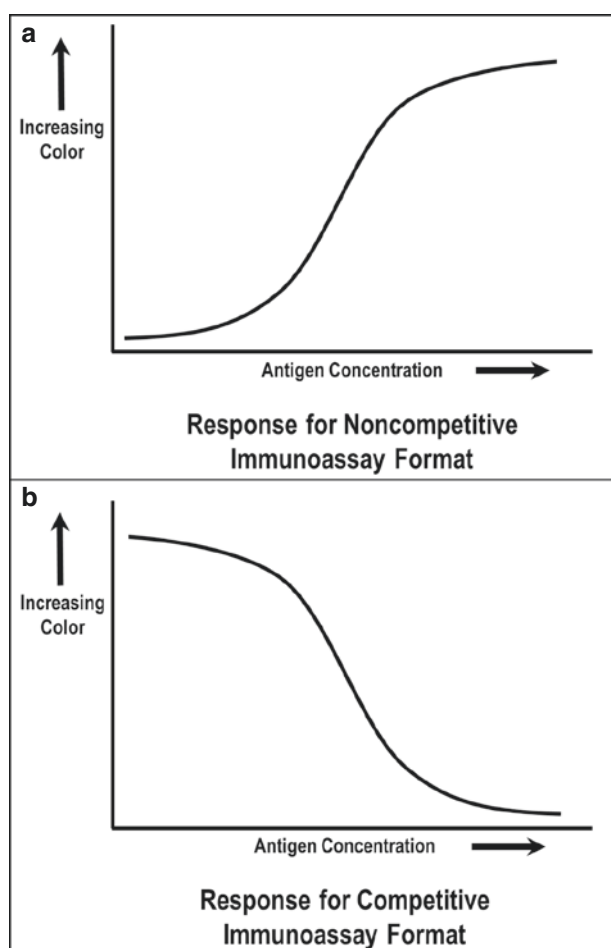 a
Increasing
Color
Antigen Concentration
Response for Noncompetitive
Immunoassay Format
b
Increasing
Color
Antigen Concentration
Response for Competitive
Immunoassay Format